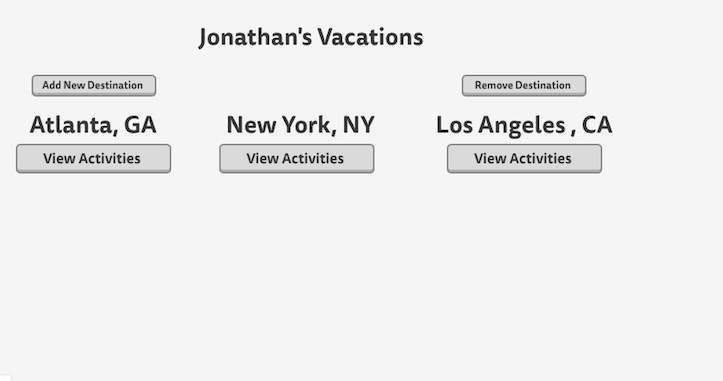 Jonathan's Vacations
Add New Destination
Remove Destination
Atlanta, GA
New York, NY
Los Angeles , CA
View Activities
View Activities
View Activities